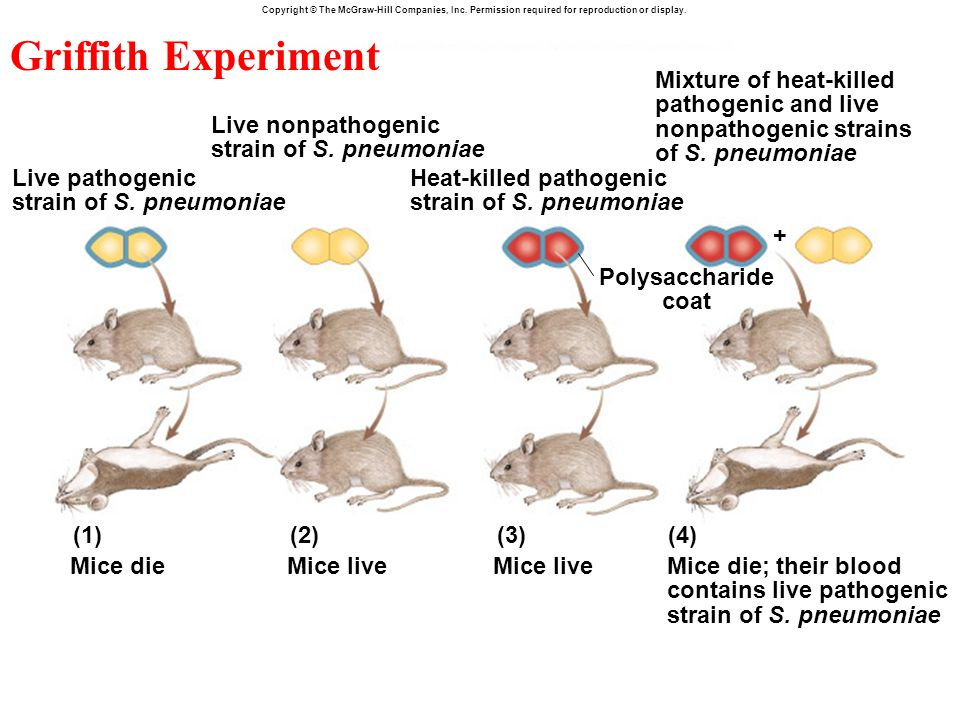 Copyright © The McGraw-Hill Companies, Inc. Permission required for reproduction or display.
Griffith Experiment
Live pathogenic
strain of S. pneumoniae
Live nonpathogenic
strain of S. pneumoniae
Heat-killed pathogenic
strain of S. pneumoniae
Mixture of heat-killed
pathogenic and live
nonpathogenic strains
of S. pneumoniae
+
Polysaccharide
coat
(1)
Mice die
(2)
Mice live
(3)
Mice live
(4)
Mice die; their blood
contains live pathogenic
strain of S. pneumoniae